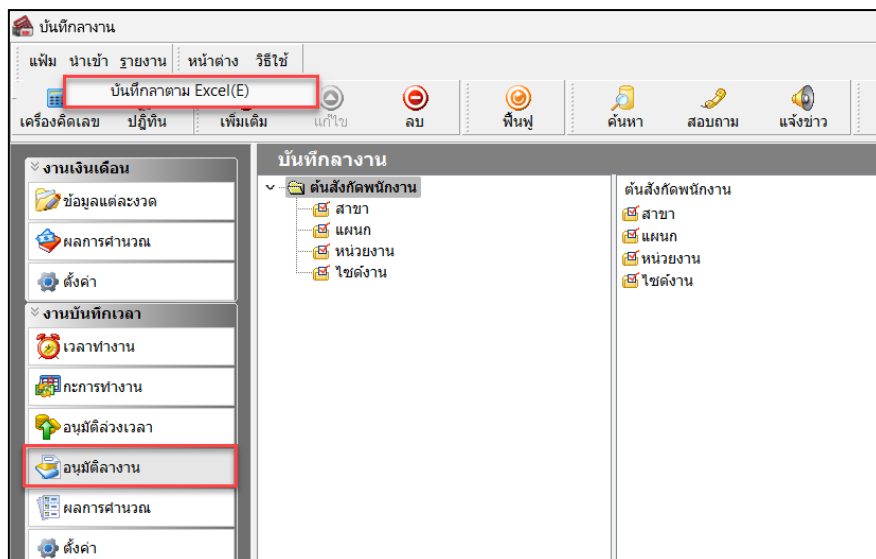 บันทึกลางาน
แฟ้ม นำเข้า รายงาน หน้าต่าง วิธีใช้
บันทึกลาตาม Excel(E)
เครื่องคิดเลข ปฏิทิน เพิ่มเติม แก้ไข ลบ ฟื้นฟู ค้นหา สอบถาม แจ้งข่าว
งานเงินเดือน
ข้อมูลแต่ละงวด
ผลการคำนวณ
ตั้งค่า
งานบันทึกเวลา
เวลาทำงาน
กะการทำงาน
อนุมัติล่วงเวลา
อนุมัติลางาน
ผลการคำนวณ
ตั้งค่า
บันทึกลางาน
ต้นสังกัดพนักงาน
สาขา
แผนก
หน่วยงาน
ไซด์งาน
ต้นสังกัดพนักงาน
สาขา
แผนก
หน่วยงาน
ไซด์งาน